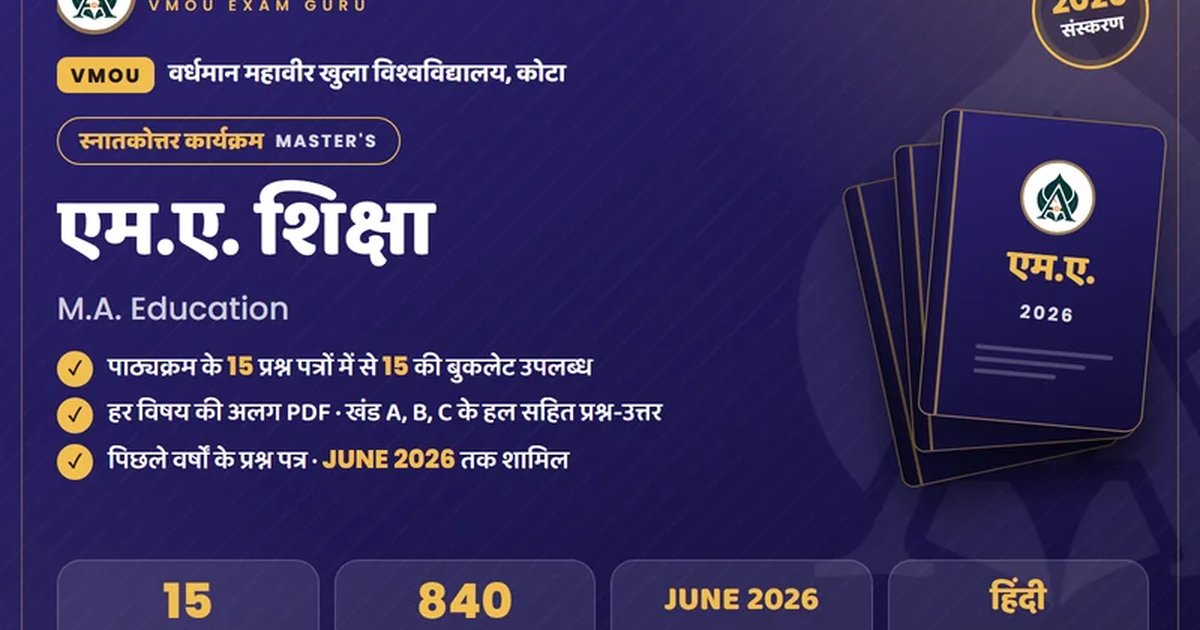 VMOU EXAM GURU
2026
संस्करण
VMOU वर्धमान महावीर खुला विश्वविद्यालय, कोटा
स्नातकोत्तर कार्यक्रम MASTER'S
एम.ए. शिक्षा
M.A. Education
✓ पाठ्यक्रम के 15 प्रश्न पत्रों में से 15 की बुकलेट उपलब्ध
✓ हर विषय की अलग PDF · खंड A, B, C के हल सहित प्रश्न-उत्तर
✓ पिछले वर्षों के प्रश्न पत्र · JUNE 2026 तक शामिल
एम.ए.
2026
15
840
JUNE 2026
हिंदी